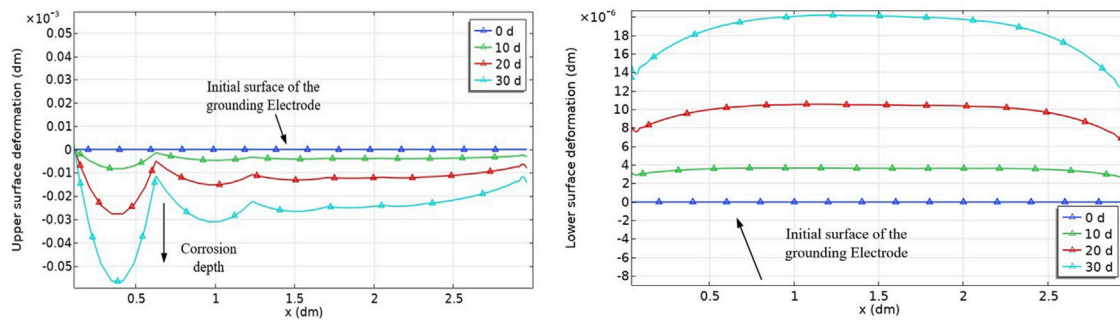 ×10⁻³
Upper surface deformation (dm)
0.05
0.04
0.03
0.02
0.01
0
-0.01
-0.02
-0.03
-0.04
-0.05
0 d
10 d
20 d
30 d
Initial surface of the
grounding Electrode
Corrosion
depth
0.5
1
1.5
2
2.5
x (dm)
×10⁻⁶
Lower surface deformation (dm)
18
16
14
12
10
8
6
4
2
0
-2
-4
-6
-8
Initial surface of the
grounding Electrode
0 d
10 d
20 d
30 d
0.5
1
1.5
2
2.5
x (dm)